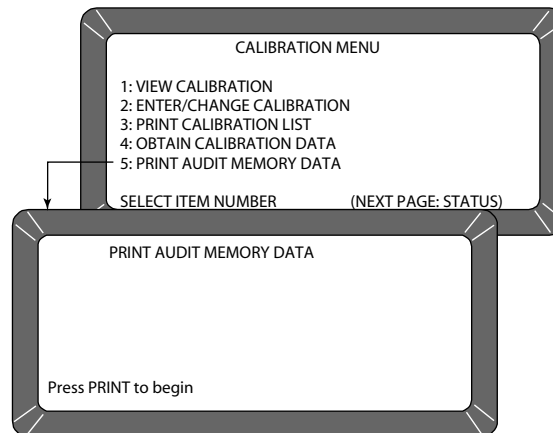 CALIBRATION MENU
1: VIEW CALIBRATION
2: ENTER/CHANGE CALIBRATION
3: PRINT CALIBRATION LIST
4: OBTAIN CALIBRATION DATA
5: PRINT AUDIT MEMORY DATA
SELECT ITEM NUMBER (NEXT PAGE: STATUS)
PRINT AUDIT MEMORY DATA
Press PRINT to begin